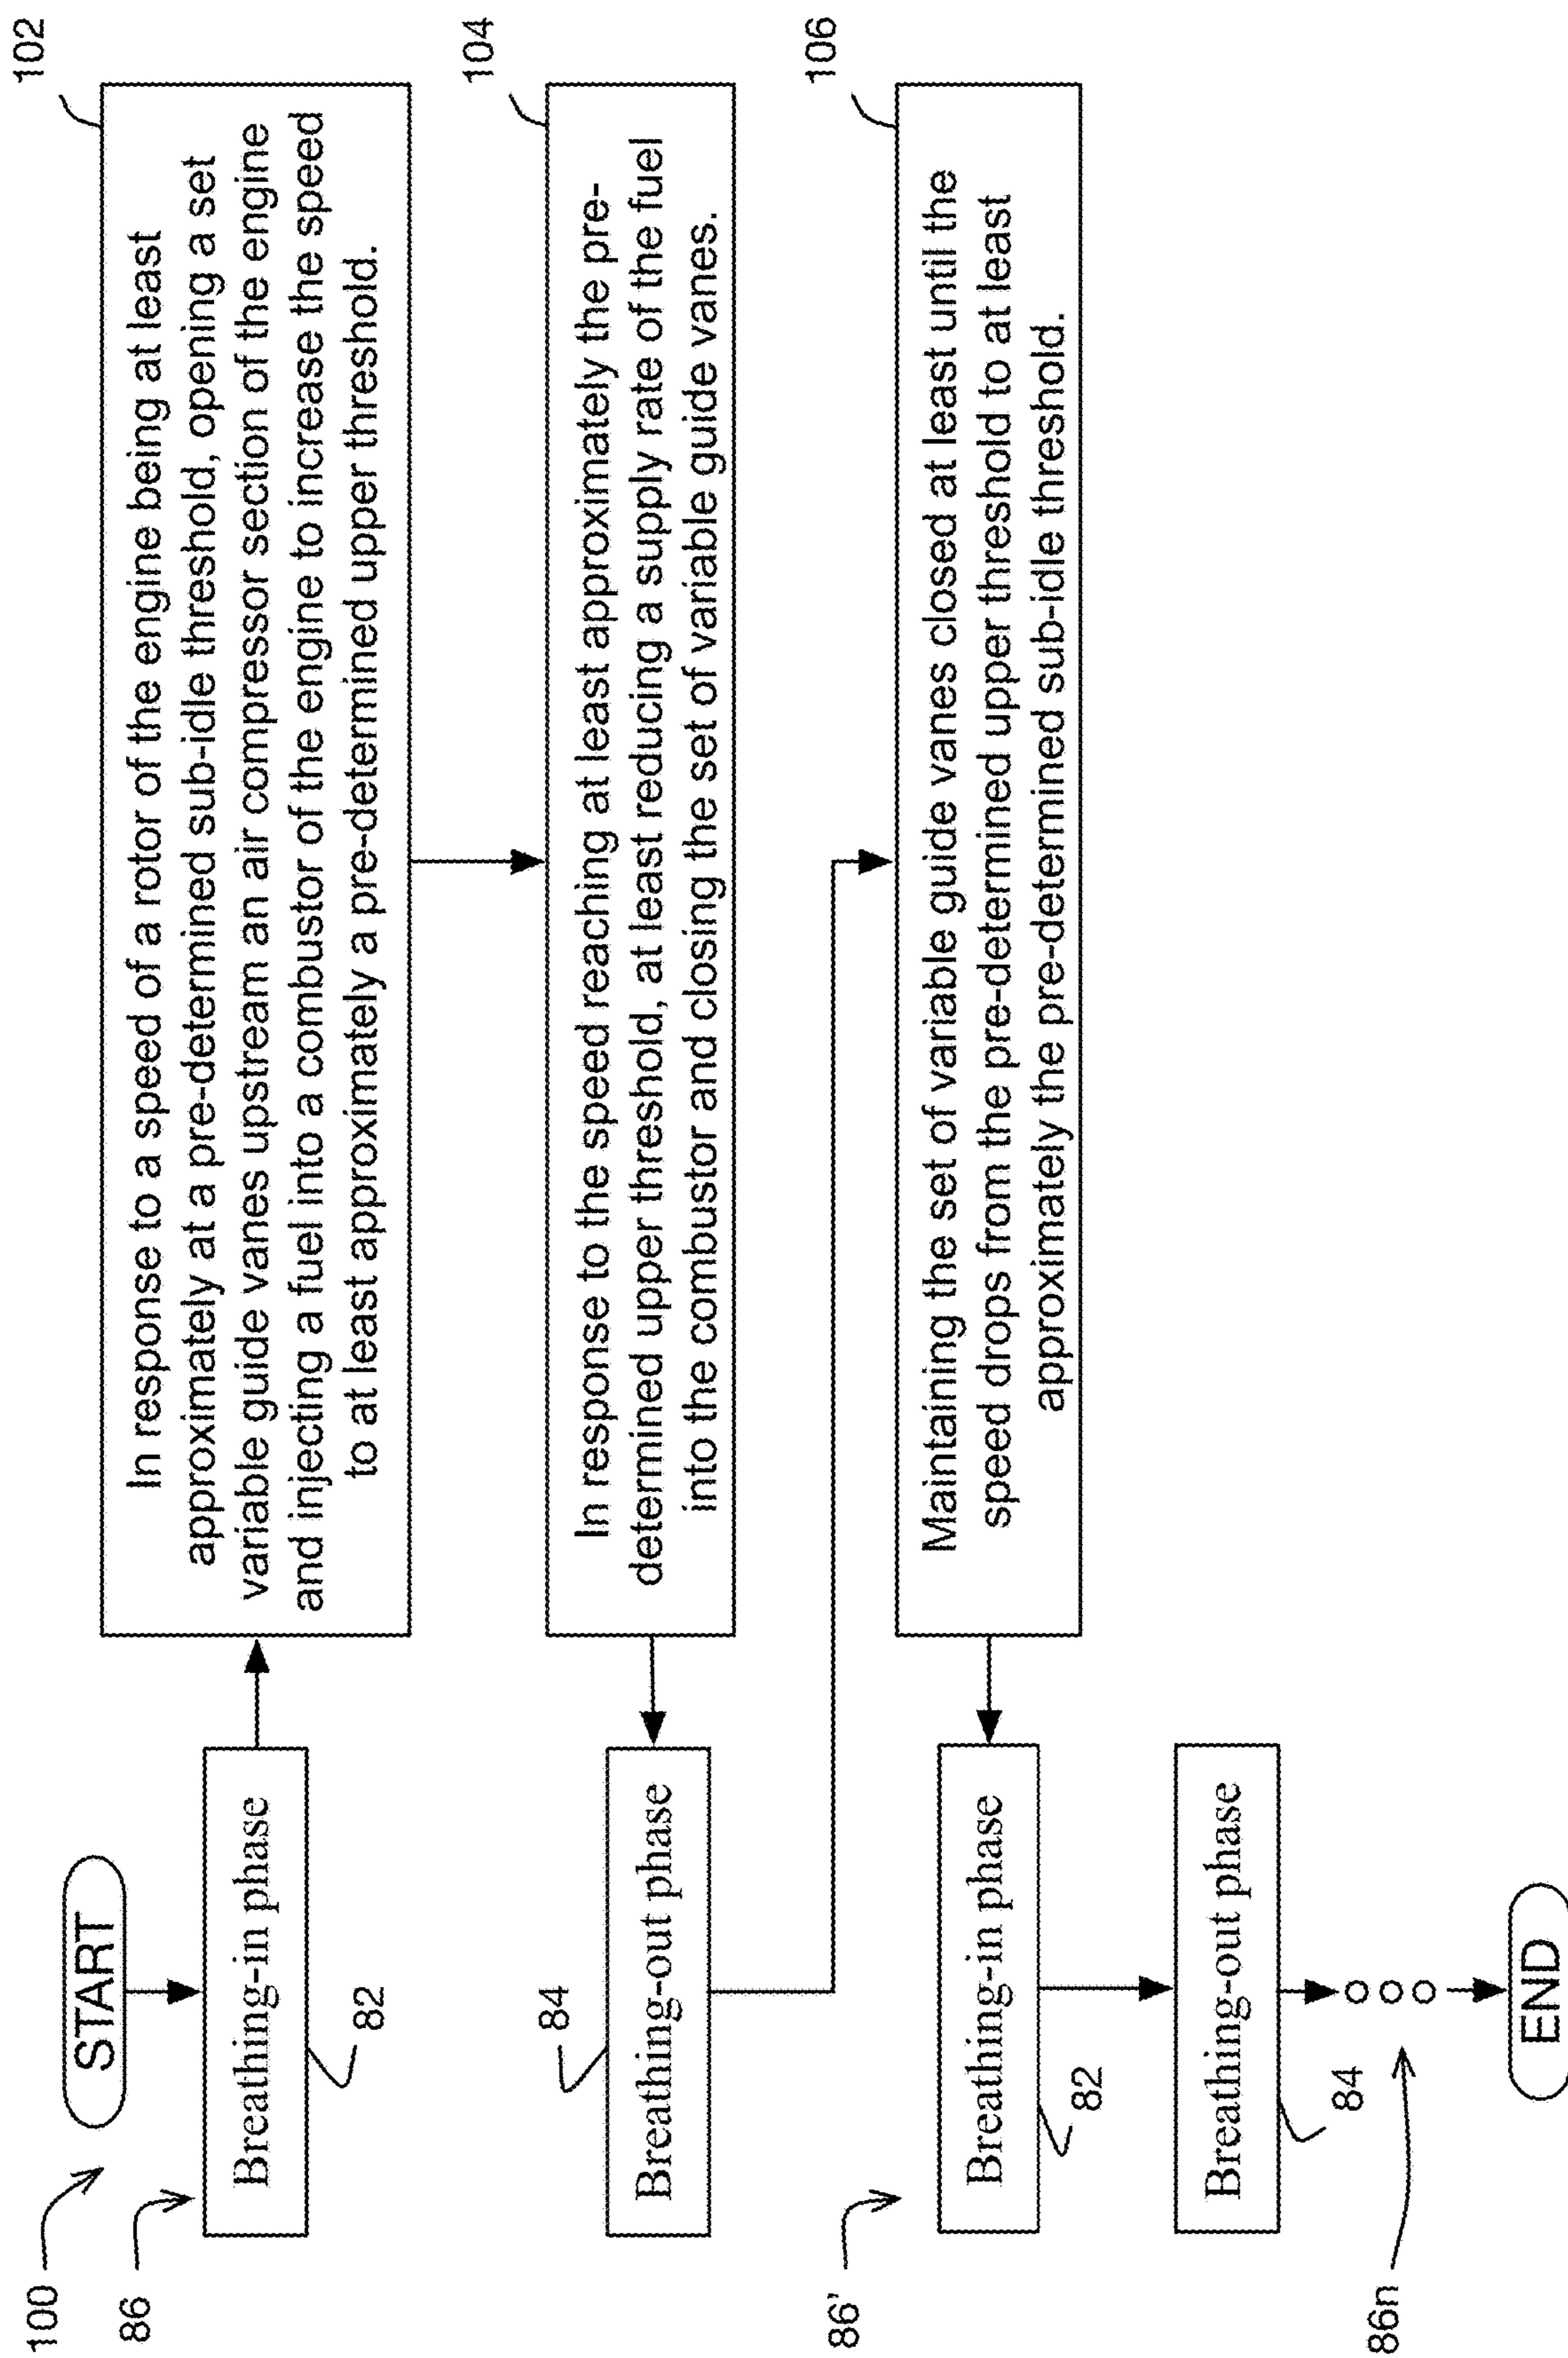 100
START
86
Breathing-in phase
82
102
In response to a speed of a rotor of the engine being at least
approximately at a pre-determined sub-idle threshold, opening a set
variable guide vanes upstream an air compressor section of the engine
and injecting a fuel into a combustor of the engine to increase the speed
to at least approximately a pre-determined upper threshold.
104
In response to the speed reaching at least approximately the pre-
determined upper threshold, at least reducing a supply rate of the fuel
into the combustor and closing the set of variable guide vanes.
84
Breathing-out phase
106
Maintaining the set of variable guide vanes closed at least until the
speed drops from the pre-determined upper threshold to at least
approximately the pre-determined sub-idle threshold.
86'
Breathing-in phase
82
Breathing-out phase
84
86n
END